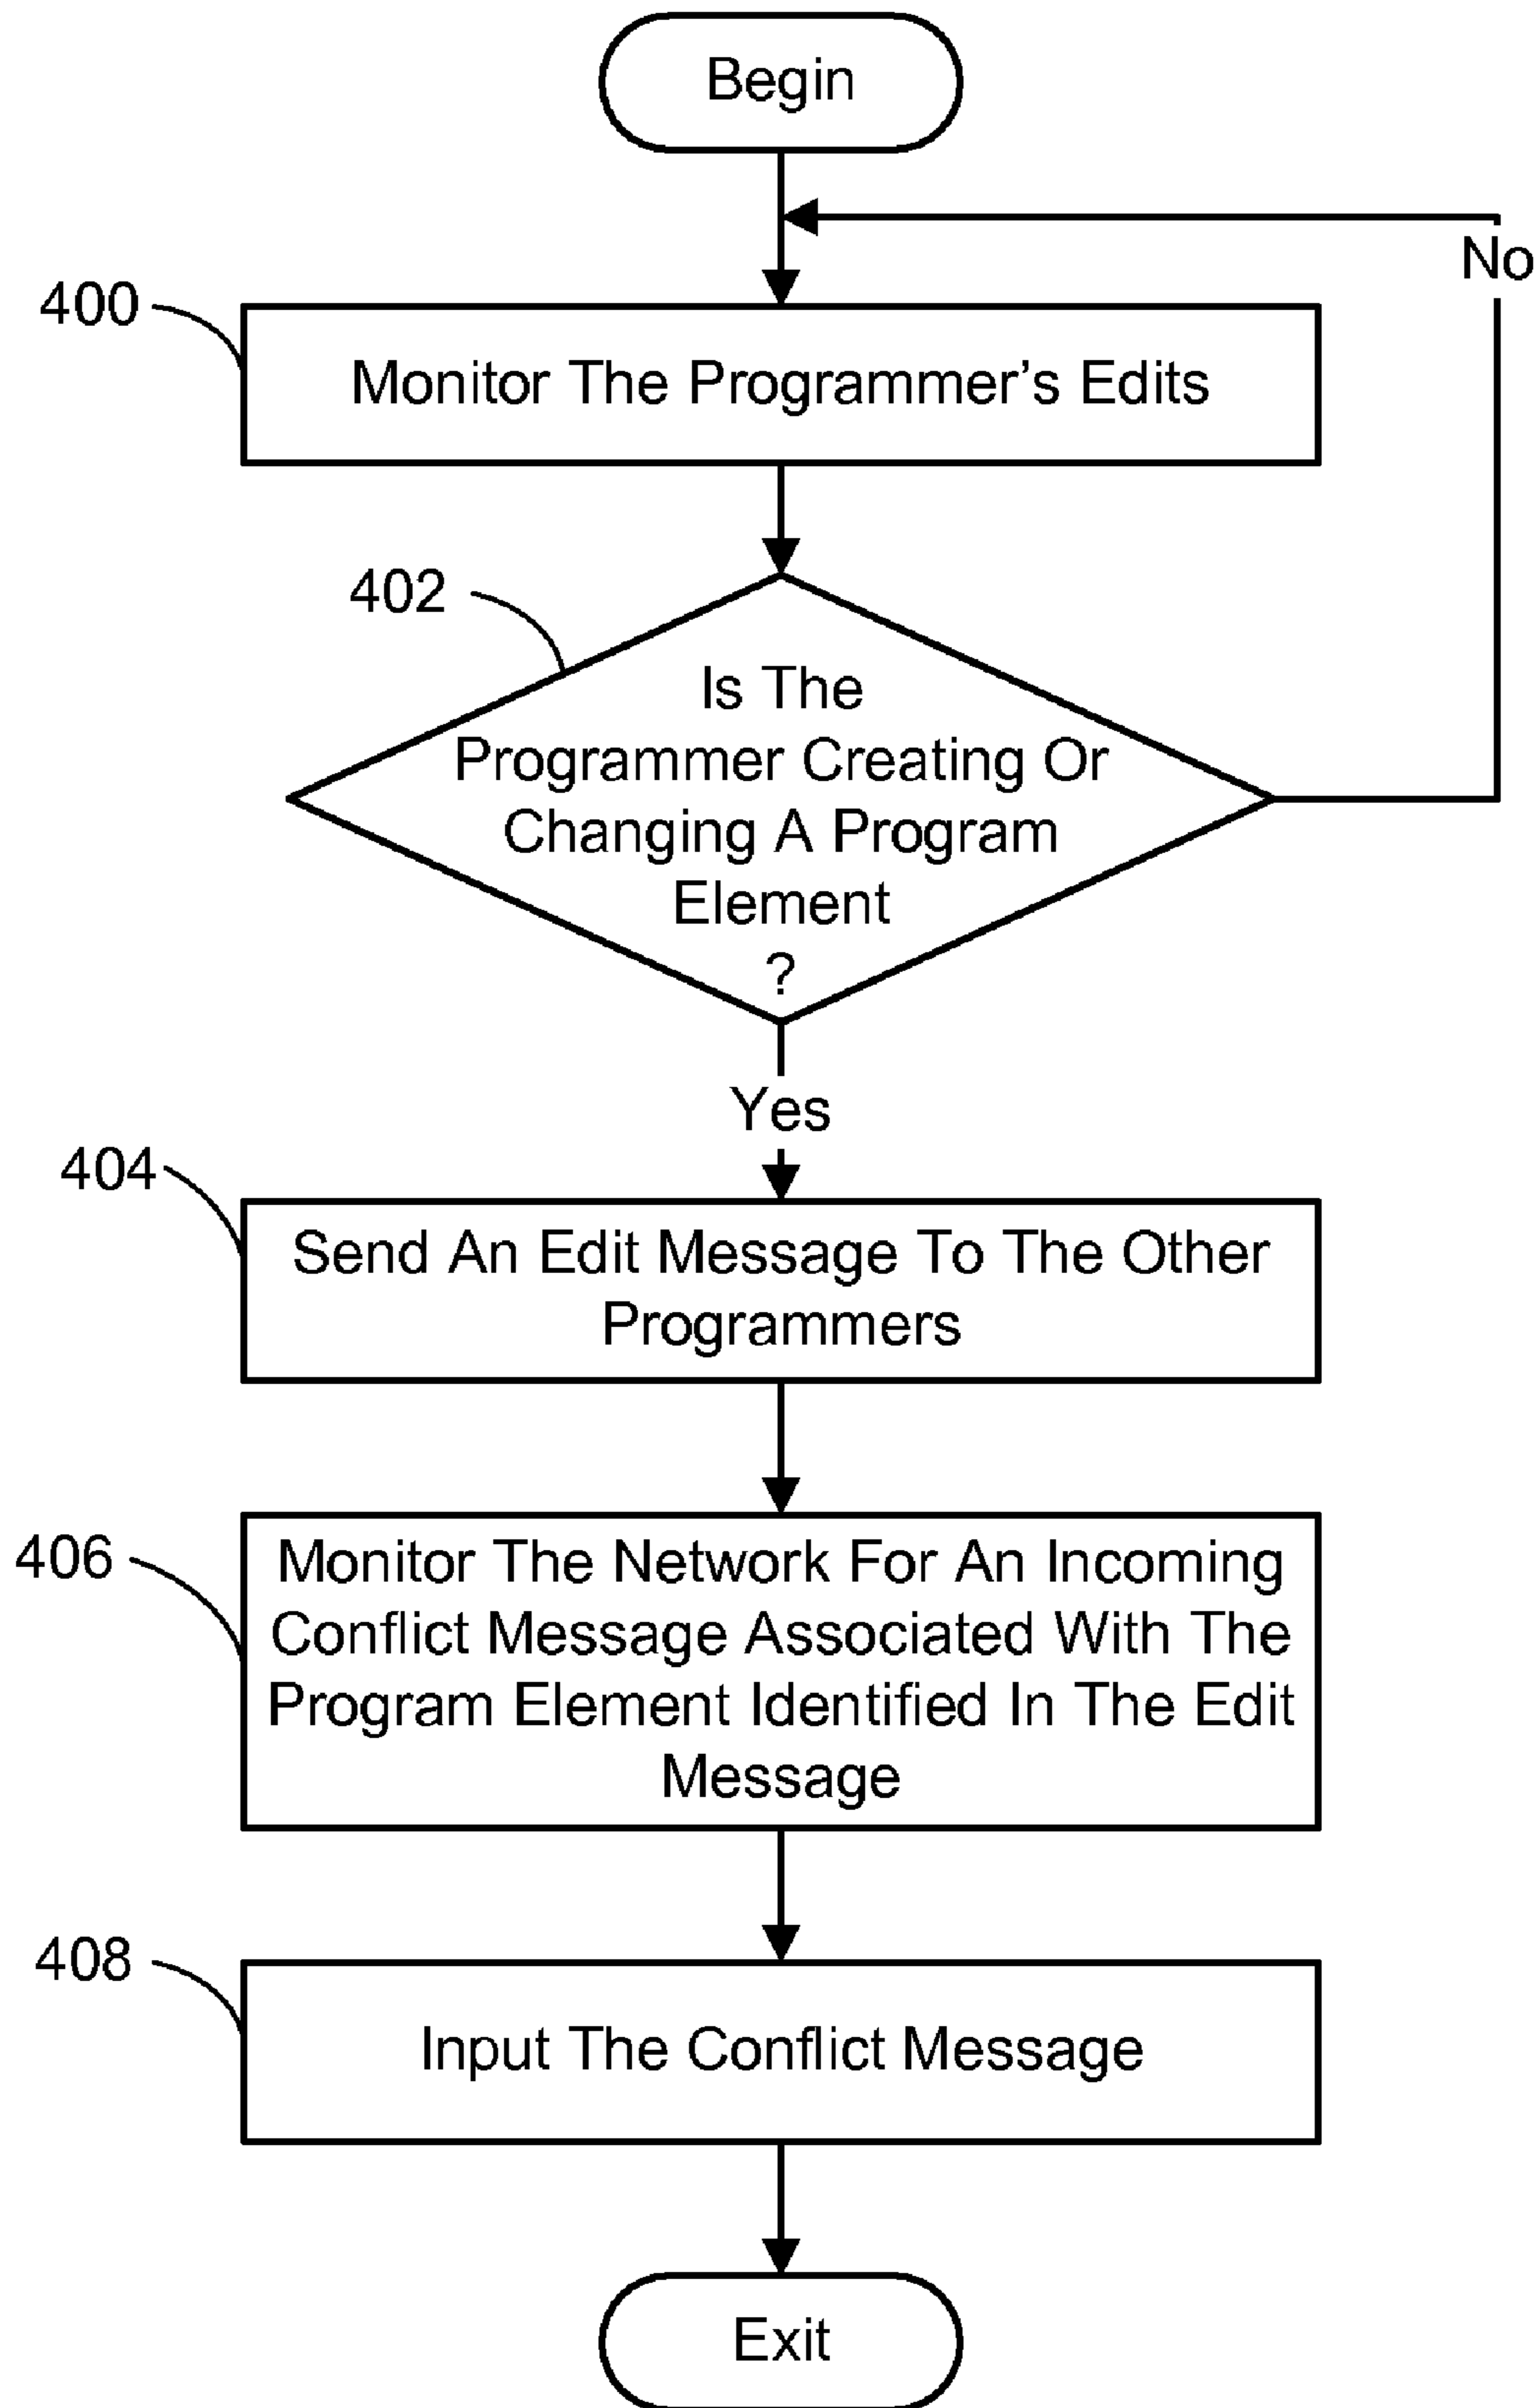 Begin
No
400
Monitor The Programmer’s Edits
402
Is The
Programmer Creating Or
Changing A Program
Element
?
Yes
404
Send An Edit Message To The Other
Programmers
406
Monitor The Network For An Incoming
Conflict Message Associated With The
Program Element Identified In The Edit
Message
408
Input The Conflict Message
Exit